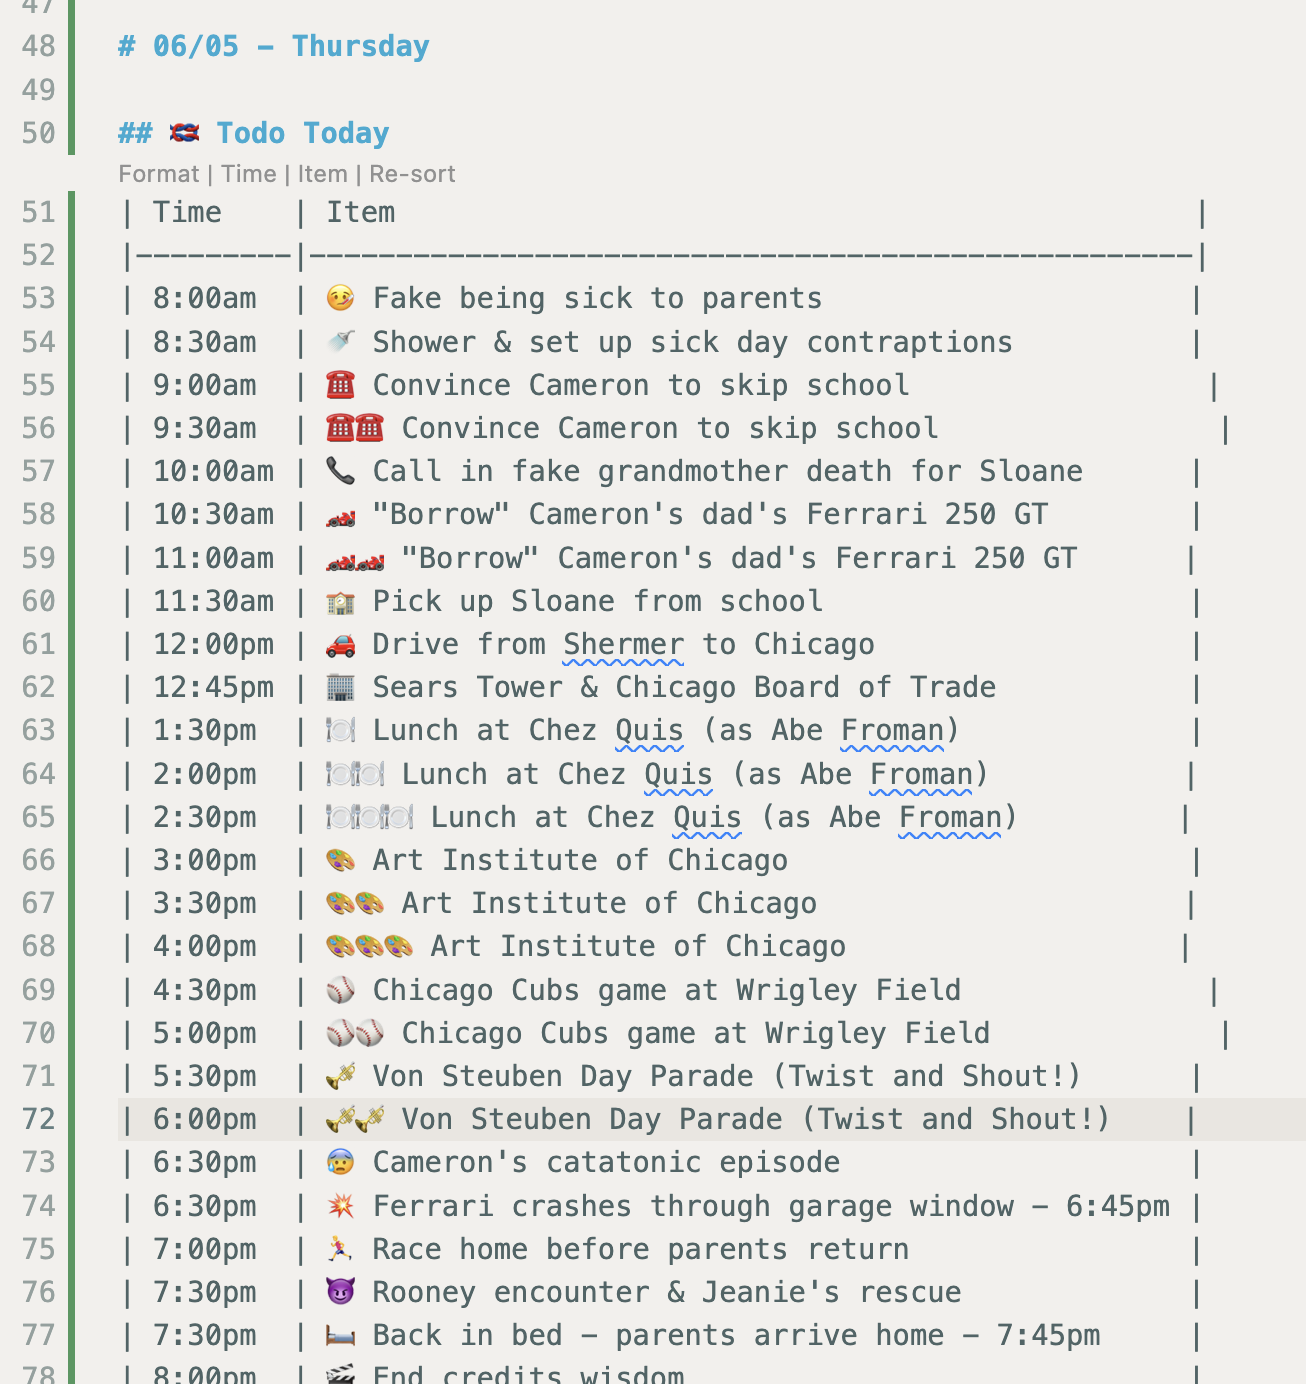 47
48 # 06/05 – Thursday
49
50 ## 🪢 Todo Today
Format | Time | Item | Re-sort
51 | Time    | Item                                              |
52 |---------|---------------------------------------------------|
53 | 8:00am  | 🤒 Fake being sick to parents                      |
54 | 8:30am  | 🚿 Shower & set up sick day contraptions           |
55 | 9:00am  | ☎️ Convince Cameron to skip school                 |
56 | 9:30am  | ☎️☎️ Convince Cameron to skip school                |
57 | 10:00am | 📞 Call in fake grandmother death for Sloane       |
58 | 10:30am | 🏎️ "Borrow" Cameron's dad's Ferrari 250 GT         |
59 | 11:00am | 🏎️🏎️ "Borrow" Cameron's dad's Ferrari 250 GT        |
60 | 11:30am | 🏫 Pick up Sloane from school                      |
61 | 12:00pm | 🚗 Drive from Shermer to Chicago                   |
62 | 12:45pm | 🏢 Sears Tower & Chicago Board of Trade            |
63 | 1:30pm  | 🍽️ Lunch at Chez Quis (as Abe Froman)              |
64 | 2:00pm  | 🍽️🍽️ Lunch at Chez Quis (as Abe Froman)             |
65 | 2:30pm  | 🍽️🍽️🍽️ Lunch at Chez Quis (as Abe Froman)            |
66 | 3:00pm  | 🎨 Art Institute of Chicago                        |
67 | 3:30pm  | 🎨🎨 Art Institute of Chicago                       |
68 | 4:00pm  | 🎨🎨🎨 Art Institute of Chicago                      |
69 | 4:30pm  | ⚾ Chicago Cubs game at Wrigley Field              |
70 | 5:00pm  | ⚾⚾ Chicago Cubs game at Wrigley Field             |
71 | 5:30pm  | 🎺 Von Steuben Day Parade (Twist and Shout!)       |
72 | 6:00pm  | 🎺🎺 Von Steuben Day Parade (Twist and Shout!)      |
73 | 6:30pm  | 😰 Cameron's catatonic episode                     |
74 | 6:30pm  | 💥 Ferrari crashes through garage window – 6:45pm |
75 | 7:00pm  | 🏃 Race home before parents return                 |
76 | 7:30pm  | 😈 Rooney encounter & Jeanie's rescue              |
77 | 7:30pm  | 🛏️ Back in bed – parents arrive home – 7:45pm      |
78 | 8:00pm  | 🎬 End credits wisdom                              |